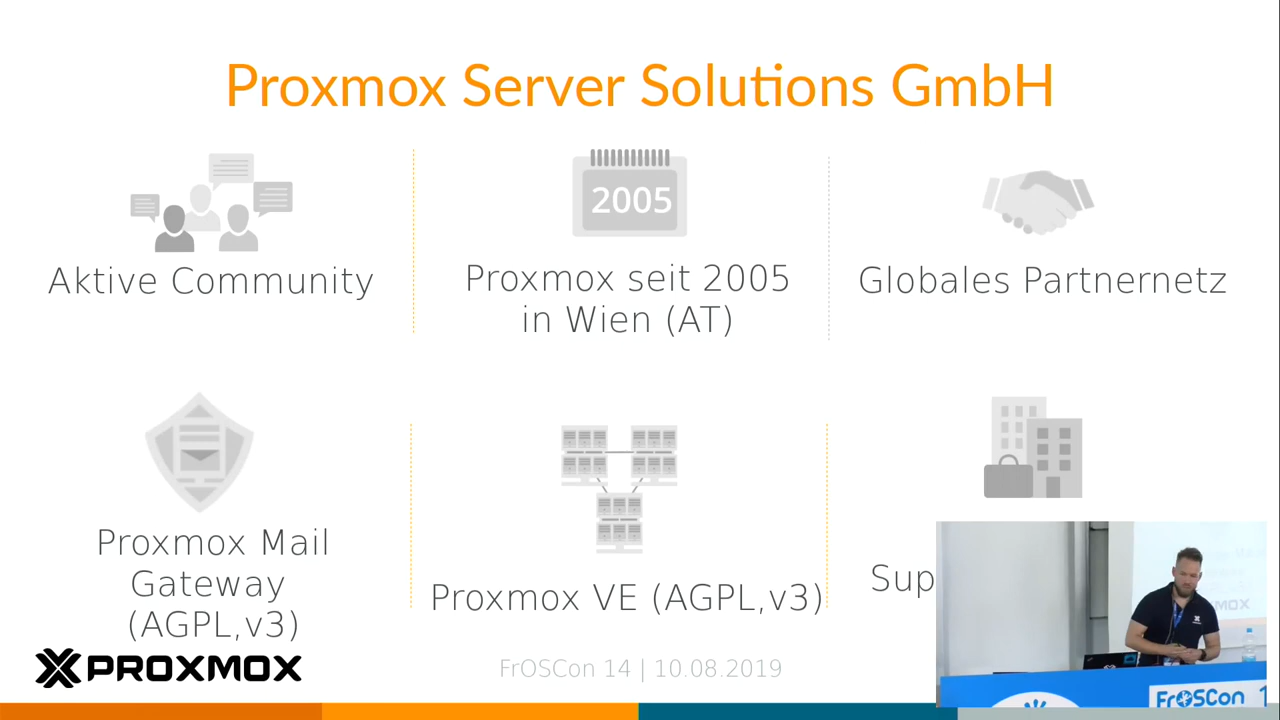 Proxmox Server Solutions GmbH
2005
Aktive Community
Proxmox seit 2005
in Wien (AT)
Globales Partnernetz
Proxmox Mail
Gateway
(AGPL,v3)
Proxmox VE (AGPL,v3)
Sup
PROXMOX
FrOSCon 14 | 10.08.2019
FrOSCon 1